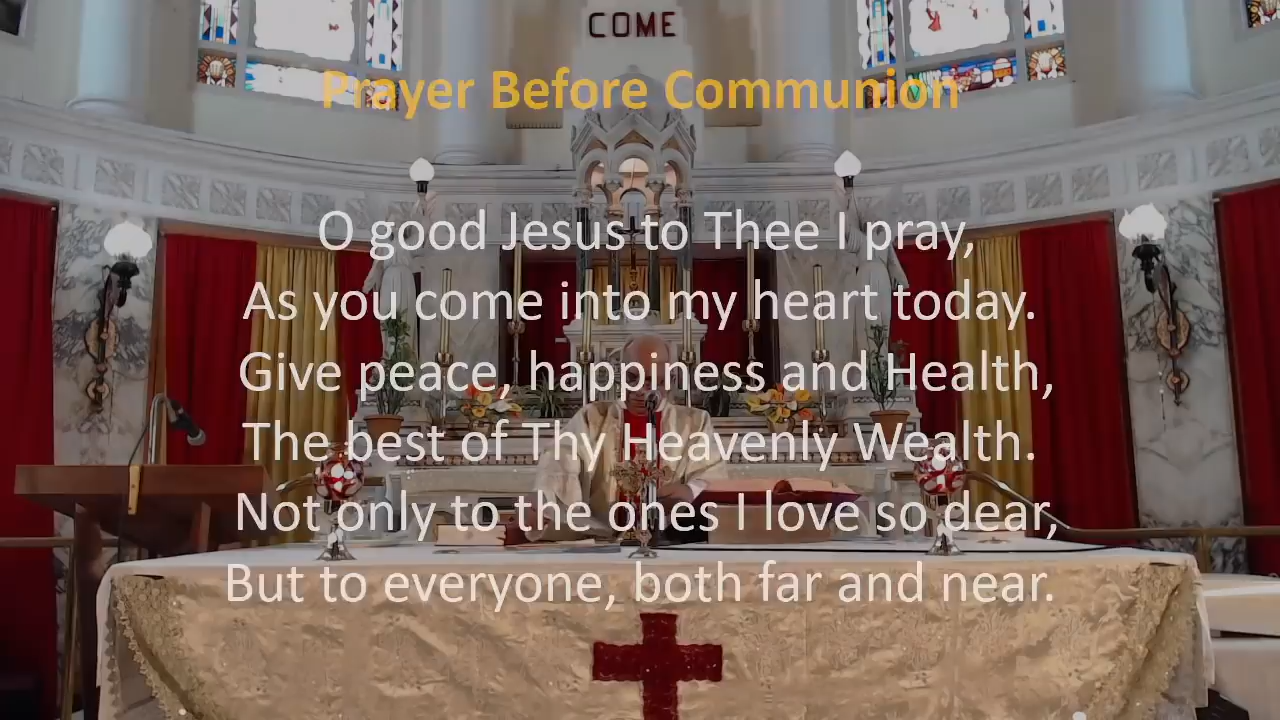 COME
Prayer Before Communion
O good Jesus to Thee I pray,
As you come into my heart today.
Give peace, happiness and Health,
The best of Thy Heavenly Wealth.
Not only to the ones I love so dear,
But to everyone, both far and near.